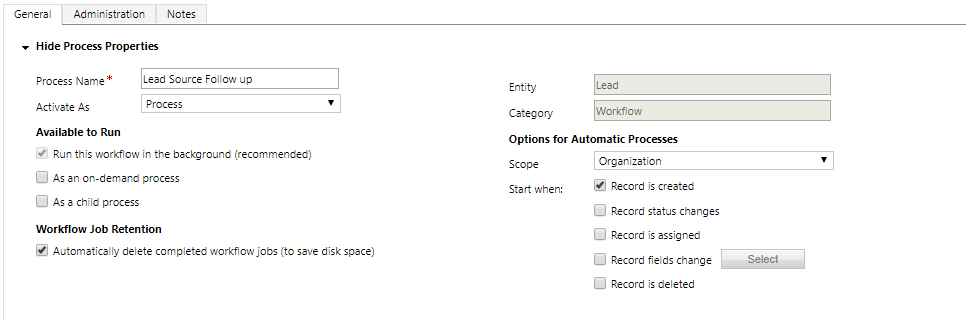 General
Administration
Notes
Hide Process Properties
Process Name *
Lead Source Follow up
Activate As
Process
Available to Run
Run this workflow in the background (recommended)
As an on-demand process
As a child process
Workflow Job Retention
Automatically delete completed workflow jobs (to save disk space)
Entity
Lead
Category
Workflow
Options for Automatic Processes
Scope
Organization
Start when:
Record is created
Record status changes
Record is assigned
Record fields change
Select
Record is deleted